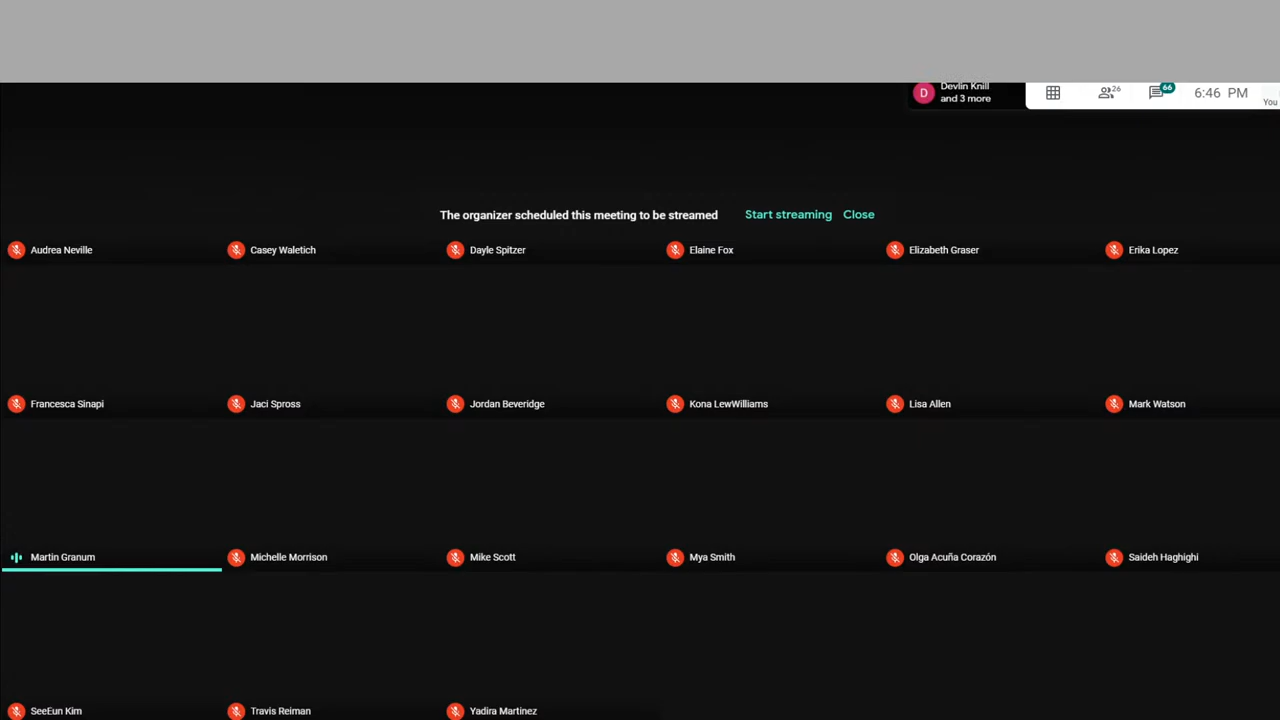 Devlin Knill
and 3 more
D
26
66
6:46 PM
You
The organizer scheduled this meeting to be streamed Start streaming Close
Audrea Neville
Casey Waletich
Dayle Spitzer
Elaine Fox
Elizabeth Graser
Erika Lopez
Francesca Sinapi
Jaci Spross
Jordan Beveridge
Kona LewWilliams
Lisa Allen
Mark Watson
Martin Granum
Michelle Morrison
Mike Scott
Mya Smith
Olga Acuña Corazón
Saideh Haghighi
SeeEun Kim
Travis Reiman
Yadira Martinez